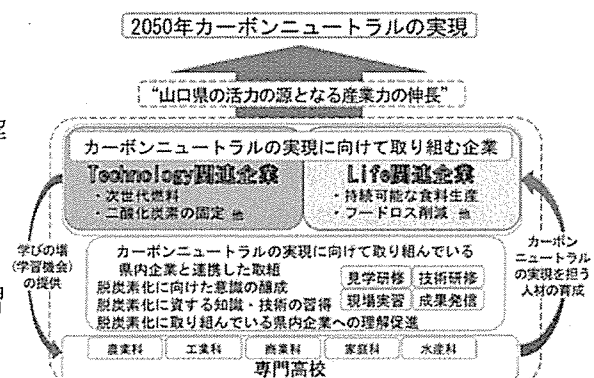 2050年カーボンニュートラルの実現
“山口県の活力の源となる産業力の伸長”
カーボンニュートラルの実現に向けて取り組む企業
Technology関連企業
・次世代燃料
・二酸化炭素の固定 他
Life関連企業
・持続可能な食料生産
・フードロス削減 他
学びの場
(学習機会)
の提供
カーボンニュートラルの実現に向けて取り組んでいる
県内企業と連携した取組
脱炭素化に向けた意識の醸成
脱炭素化に資する知識・技術の習得
脱炭素化に取り組んでいる県内企業への理解促進
見学研修 技術研修
現場実習 成果発信
カーボン
ニュートラル
の実現を担う
人材の育成
農業科 工業科 商業科 家庭科 水産科
専門高校